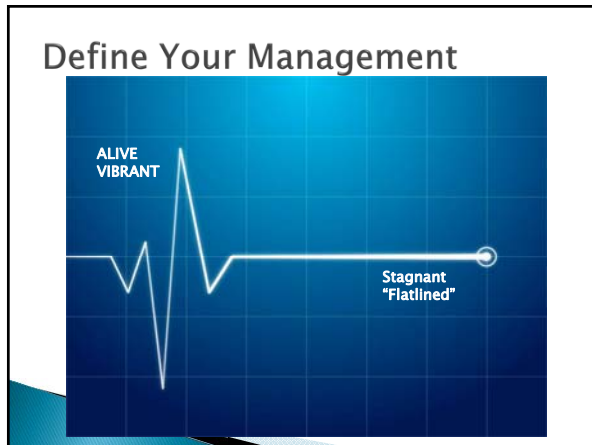 Define Your Management
ALIVE
VIBRANT
Stagnant
“Flatlined”